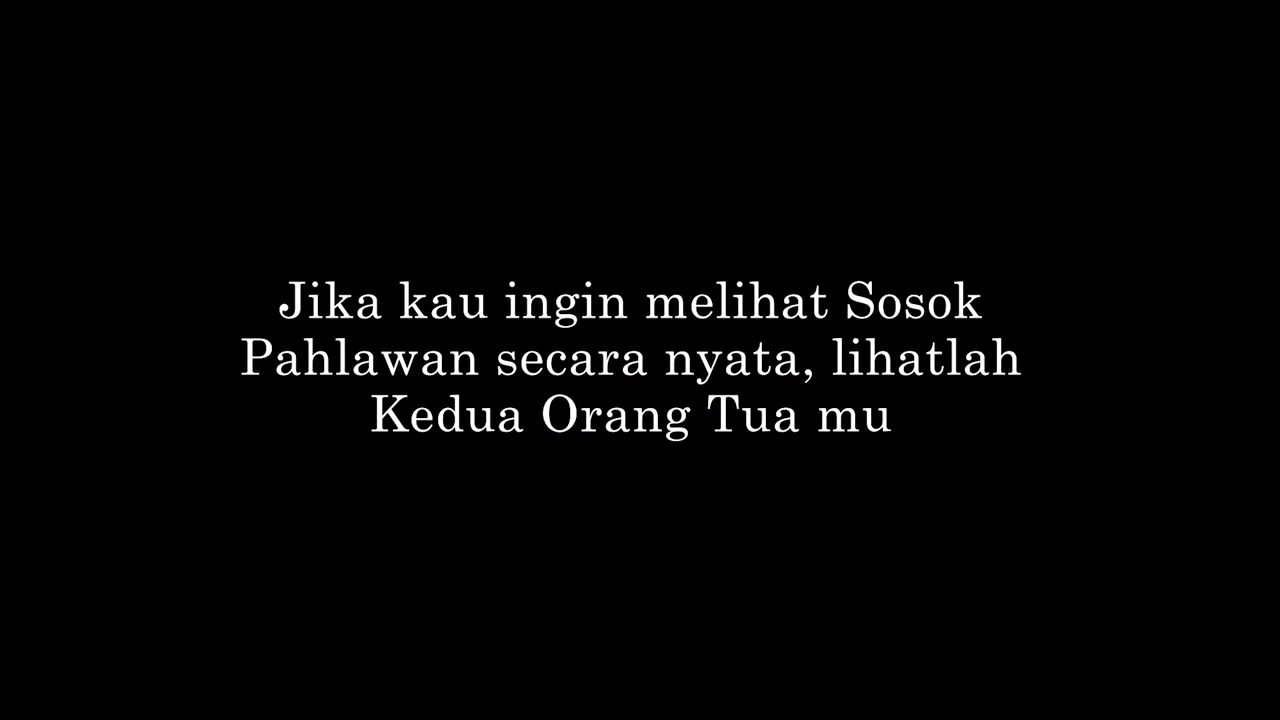 Jika kau ingin melihat Sosok
Pahlawan secara nyata, lihatlah
Kedua Orang Tua mu